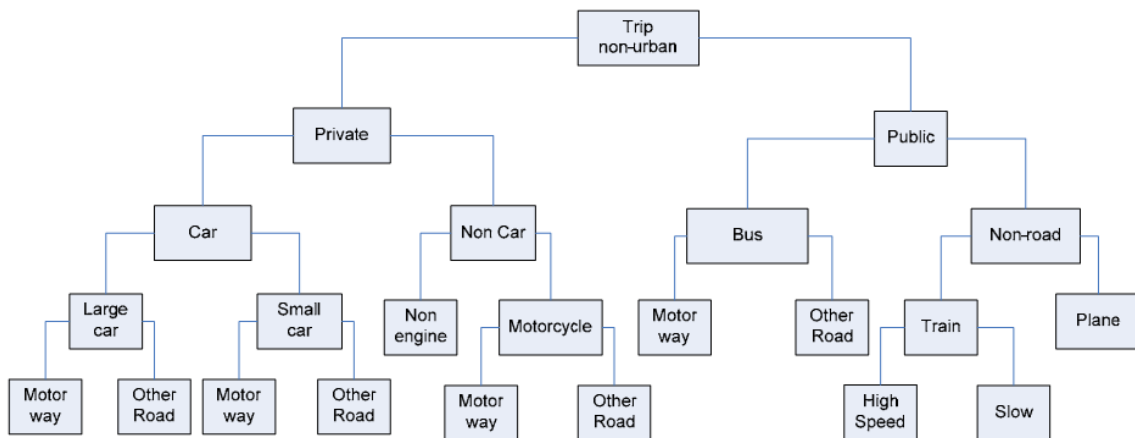 Trip
non-urban
Private
Public
Car
Non Car
Bus
Non-road
Large
car
Small
car
Non
engine
Motorcycle
Motor
way
Other
Road
Train
Plane
Motor
way
Other
Road
Motor
way
Other
Road
Motor
way
Other
Road
High
Speed
Slow